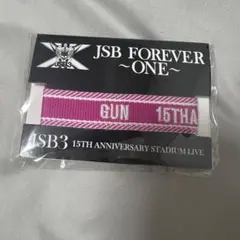 JSB FOREVER
～ONE～
GUN 15THA
JSB3 15TH ANNIVERSARY STADIUM LIVE